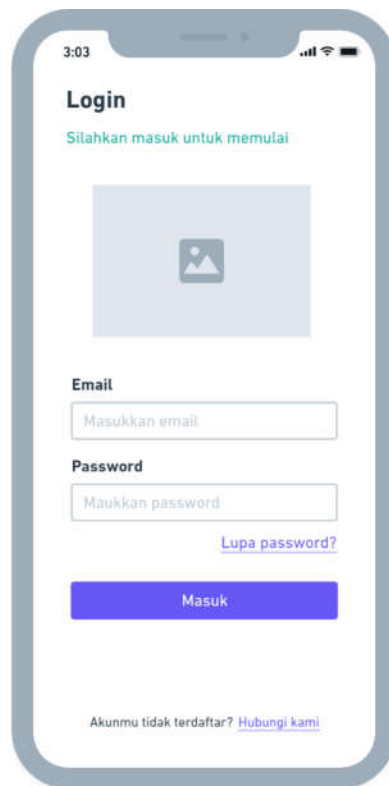 3:03
Login
Silahkan masuk untuk memulai
Email
Masukkan email
Password
Maukkan password
Lupa password?
Masuk
Akunmu tidak terdaftar? Hubungi kami